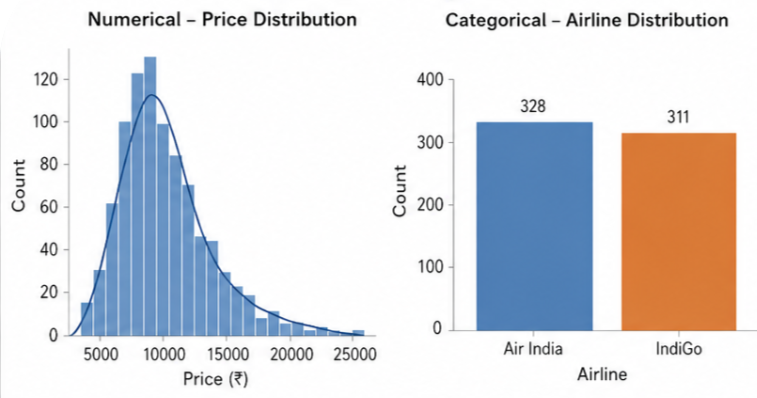 Numerical – Price Distribution
120
100
80
60
40
20
0
Count
5000 10000 15000 20000 25000
Price (₹)
Categorical – Airline Distribution
400
300
200
100
0
Count
328
311
Air India IndiGo
Airline